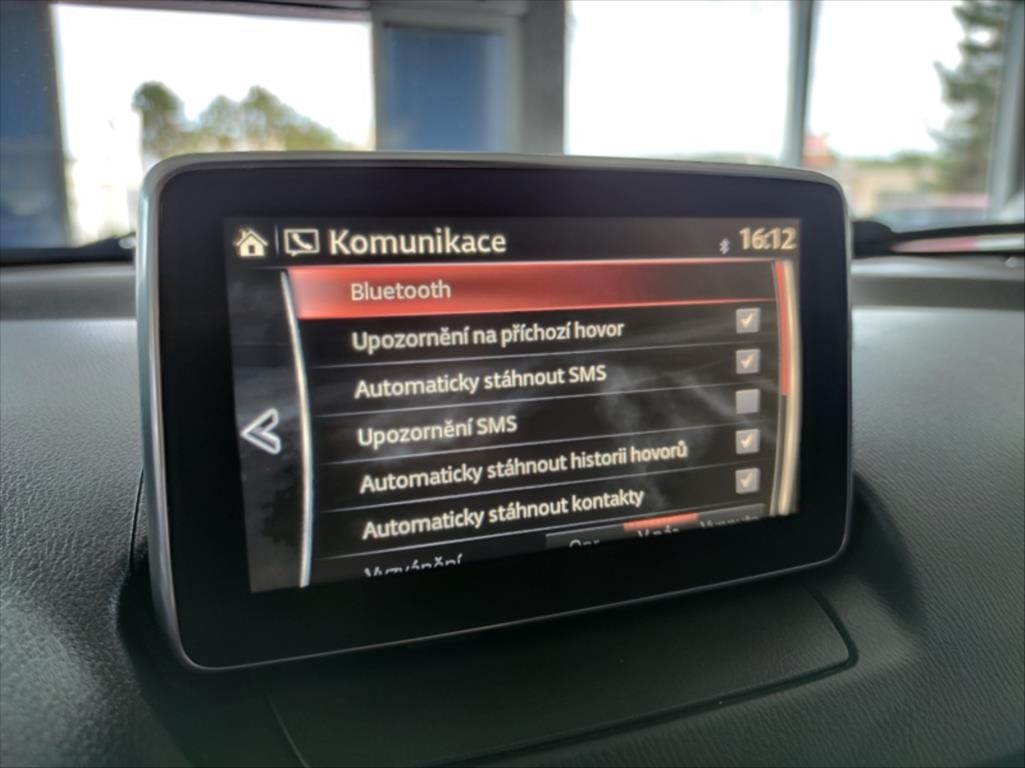 Komunikace
16:12
Bluetooth
Upozornění na příchozí hovor
Automaticky stáhnout SMS
Upozornění SMS
Automaticky stáhnout historii hovorů
Automaticky stáhnout kontakty
Vyzvánění